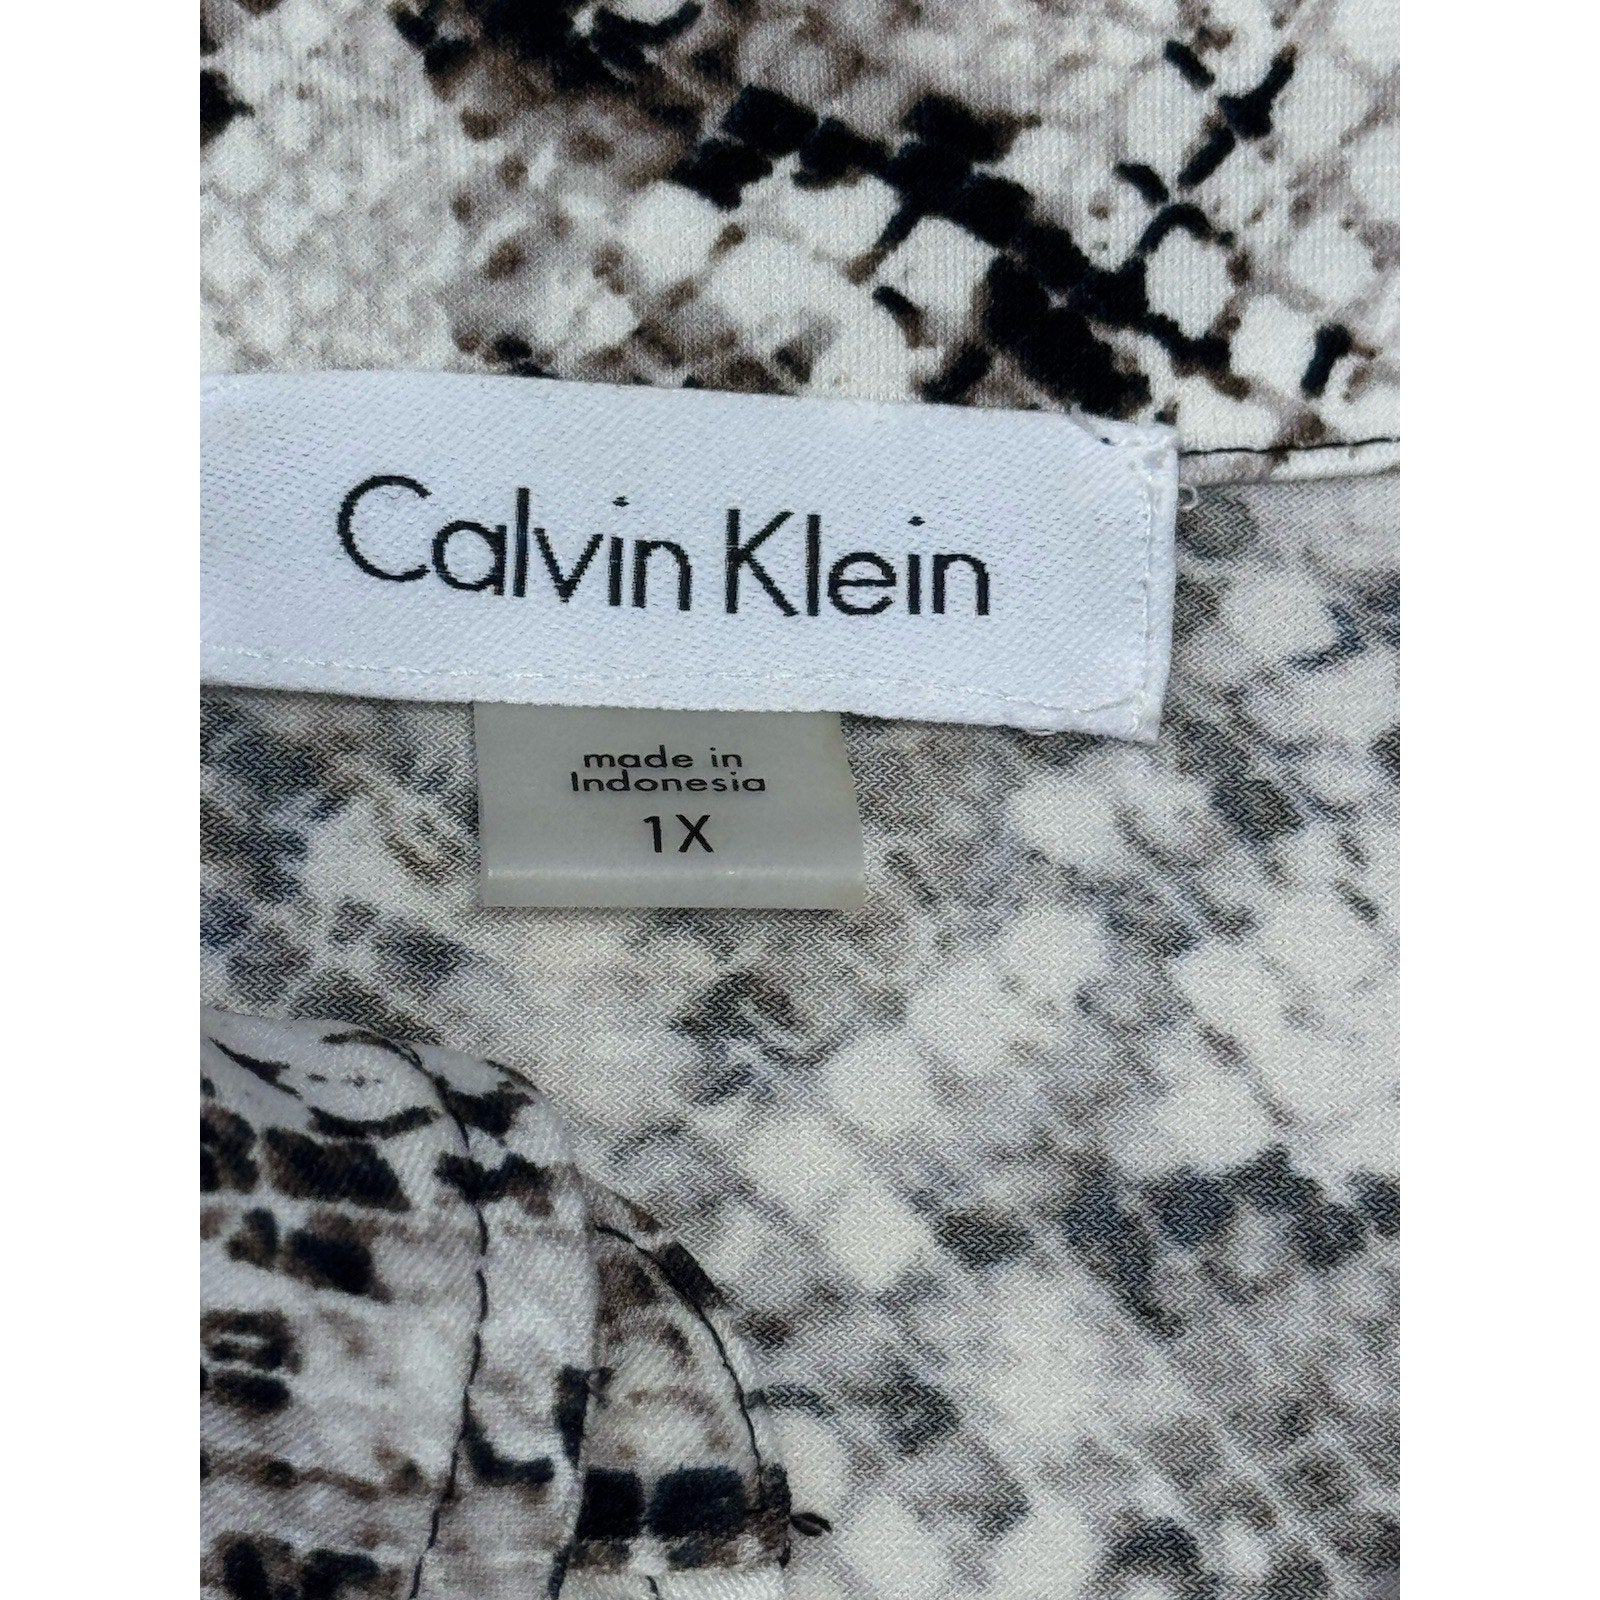 Calvin Klein
made in
Indonesia
1X